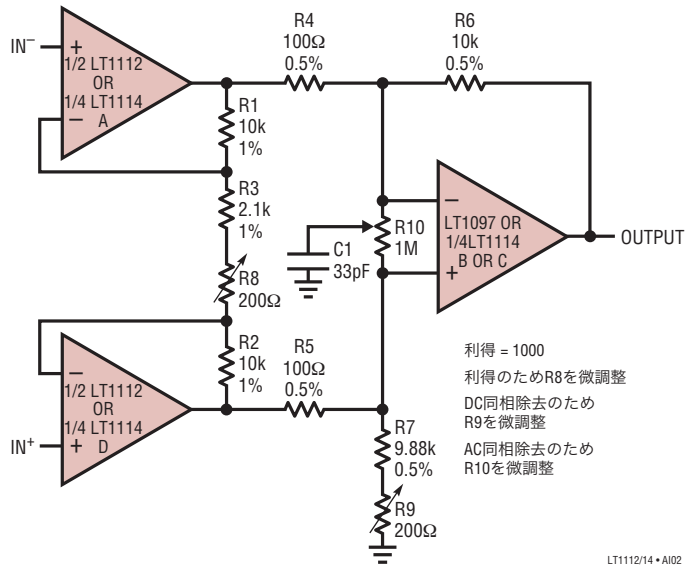 IN⁻
+
1/2 LT1112
OR
1/4 LT1114
−
A
R4
100Ω
0.5%
R6
10k
0.5%
R1
10k
1%
R3
2.1k
1%
R8
200Ω
R2
10k
1%
C1
33pF
R10
1M
−
LT1097 OR
1/4LT1114
B OR C
+
OUTPUT
−
1/2 LT1112
OR
1/4 LT1114
+
D
IN⁺
R5
100Ω
0.5%
R7
9.88k
0.5%
R9
200Ω
利得 = 1000
利得のためR8を微調整
DC同相除去のため
R9を微調整
AC同相除去のため
R10を微調整
LT1112/14 • AI02